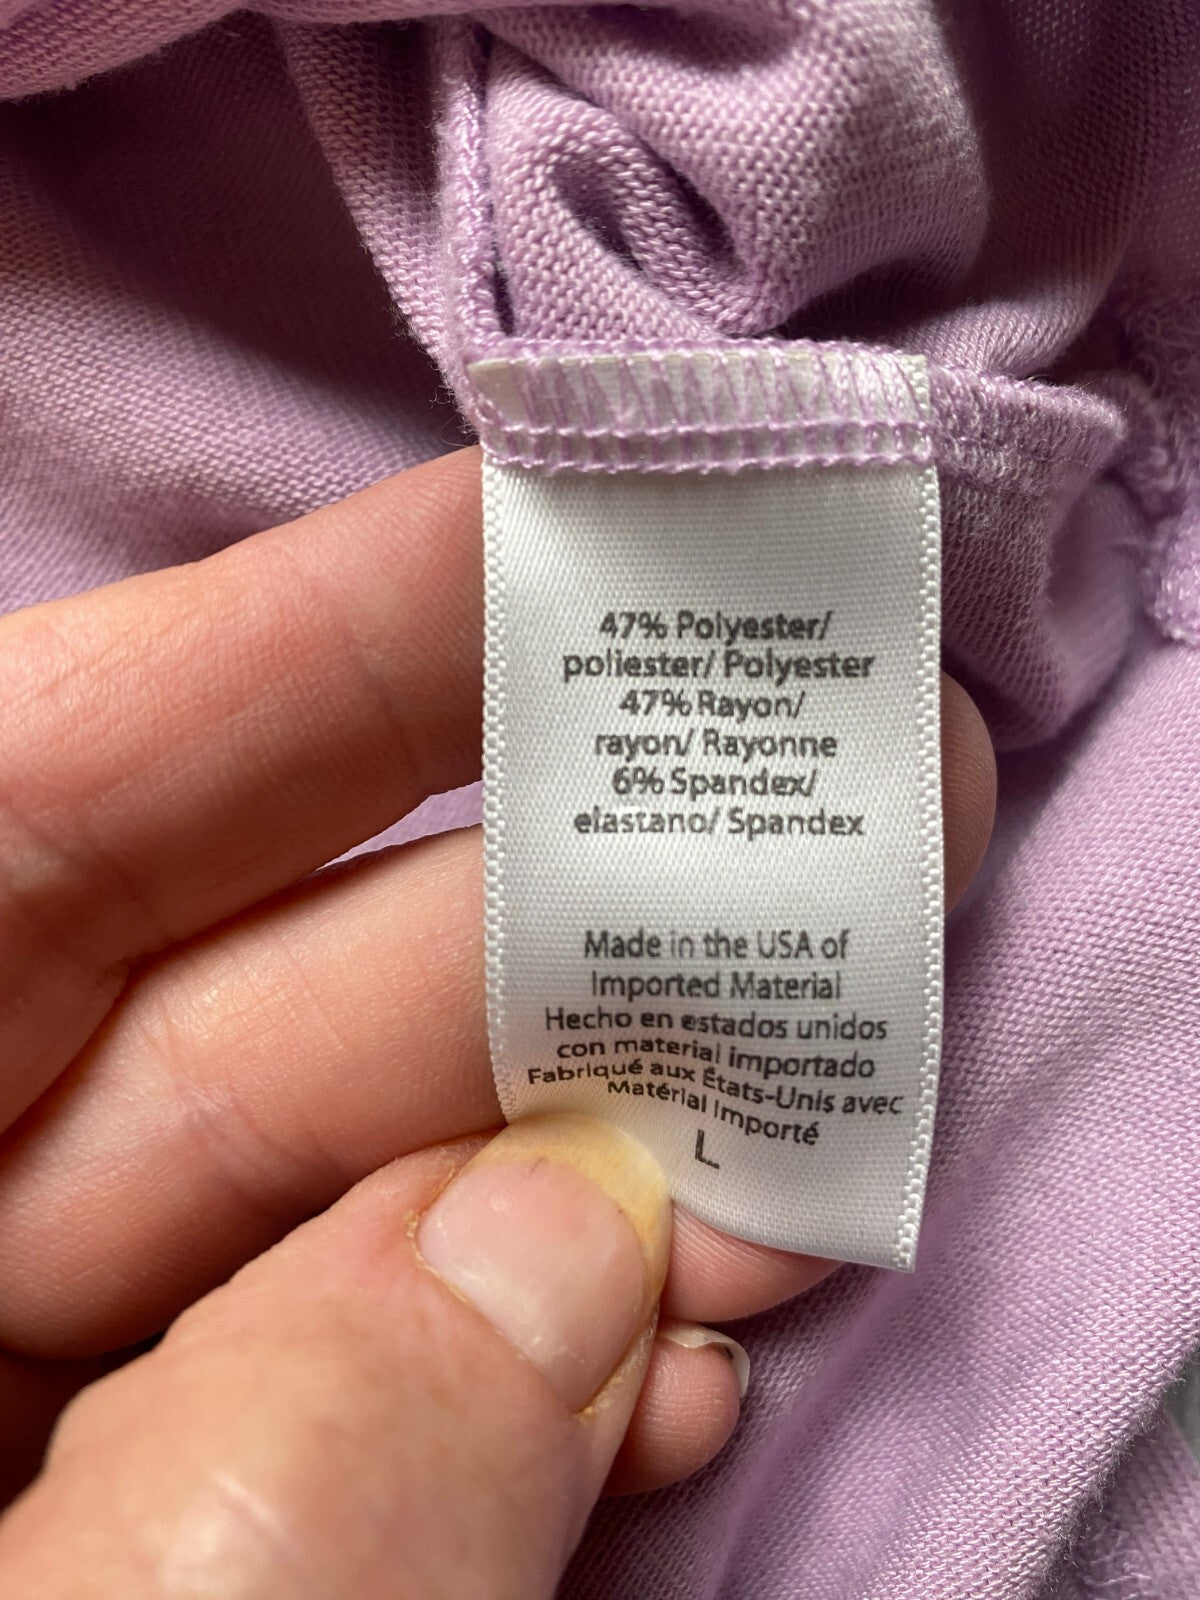 47% Polyester/
poliester/ Polyester
47% Rayon/
rayon/ Rayonne
6% Spandex/
elastano/ Spandex
Made in the USA of
Imported Material
Hecho en estados unidos
con material importado
Fabriqué aux États-Unis avec
Matérial Importé
L